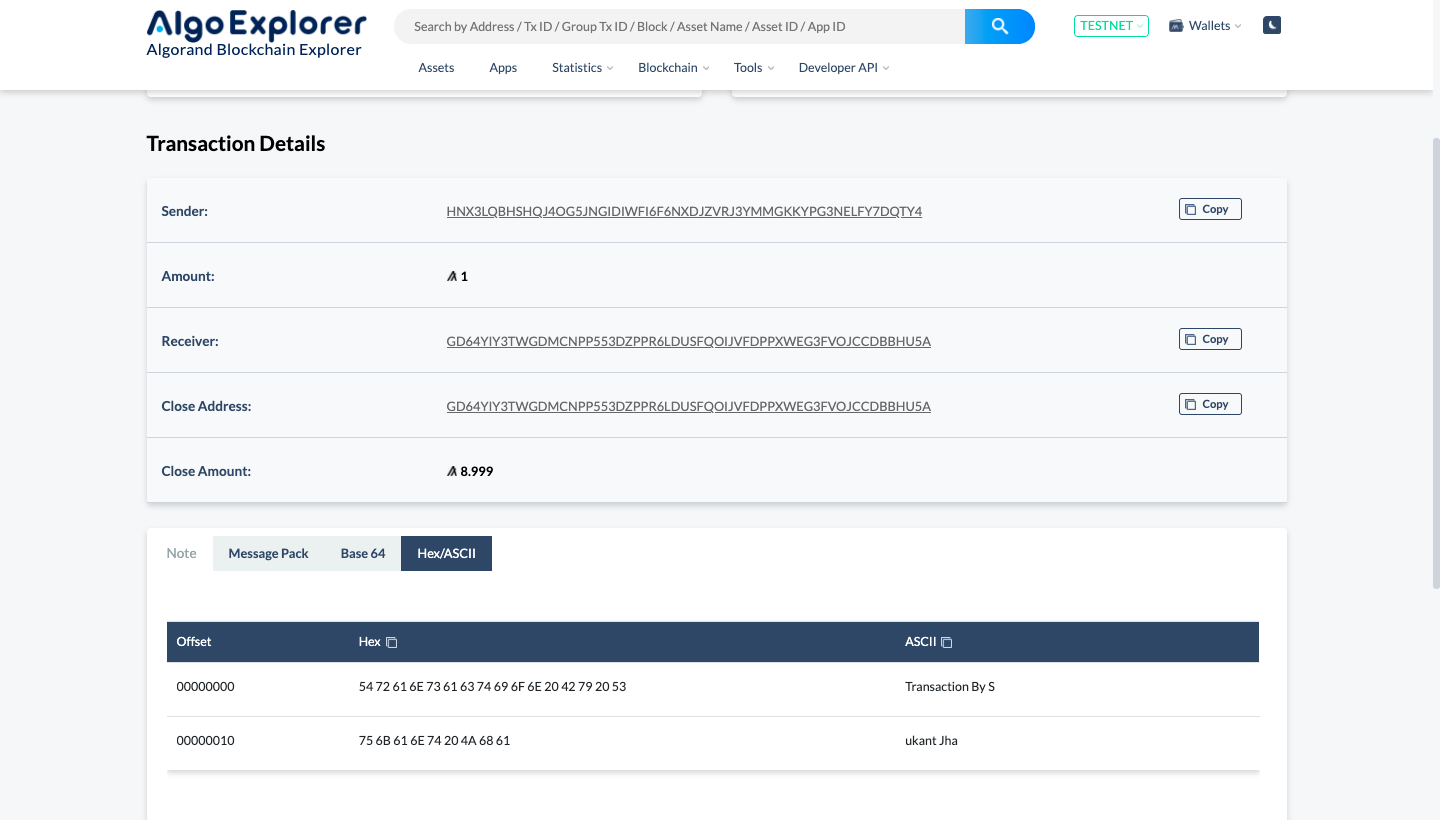 AlgoExplorer
Algorand Blockchain Explorer
Search by Address / Tx ID / Group Tx ID / Block / Asset Name / Asset ID / App ID
TESTNET
Wallets
Assets Apps Statistics Blockchain Tools Developer API
Transaction Details
Sender: HNX3LQBHSHQJ4OG5JNGIDIWFI6F6NXDJZVRJ3YMMGKKYPG3NELFY7DQTY4 Copy
Amount: 1
Receiver: GD64YIY3TWGDMCNPP553DZPPR6LDUSFQOIJVFDPPXWEG3FVOJCCDBBHU5A Copy
Close Address: GD64YIY3TWGDMCNPP553DZPPR6LDUSFQOIJVFDPPXWEG3FVOJCCDBBHU5A Copy
Close Amount: 8.999
Note Message Pack Base 64 Hex/ASCII
Offset Hex ASCII
00000000 54 72 61 6E 73 61 63 74 69 6F 6E 20 42 79 20 53 Transaction By S
00000010 75 6B 61 6E 74 20 4A 68 61 ukant Jha